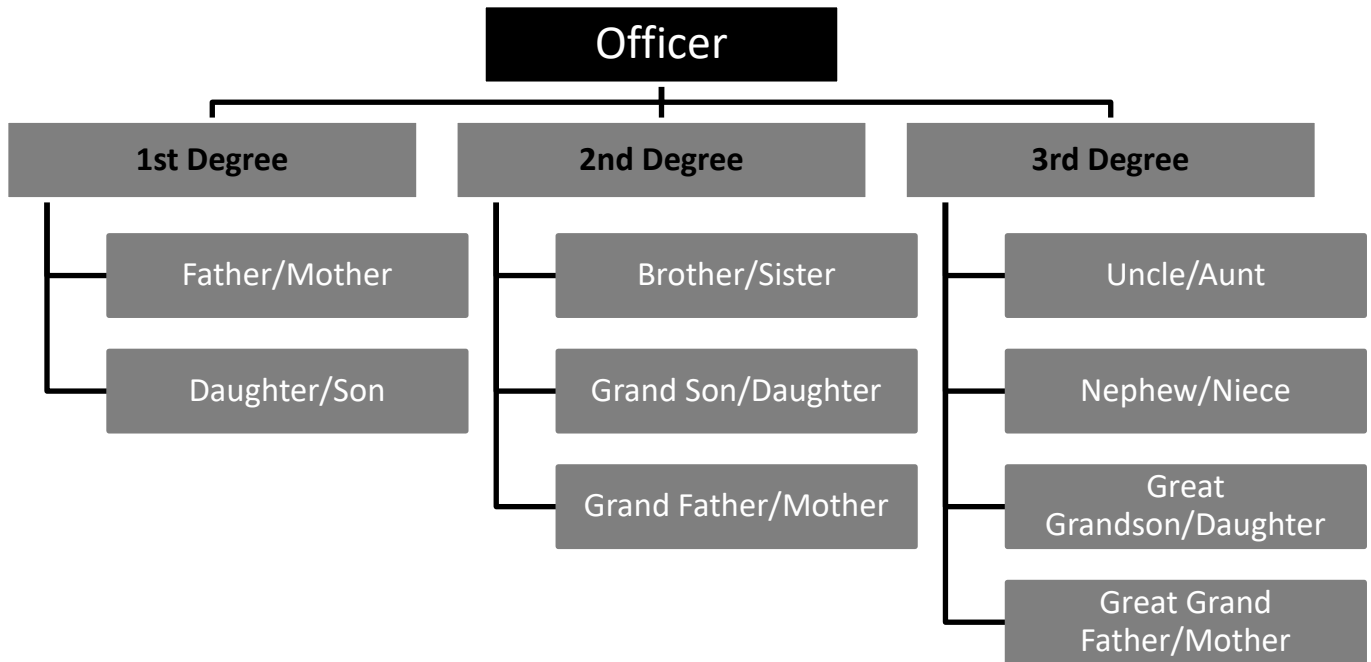 Officer
1st Degree
2nd Degree
3rd Degree
Father/Mother
Brother/Sister
Uncle/Aunt
Daughter/Son
Grand Son/Daughter
Nephew/Niece
Grand Father/Mother
Great
Grandson/Daughter
Great Grand
Father/Mother